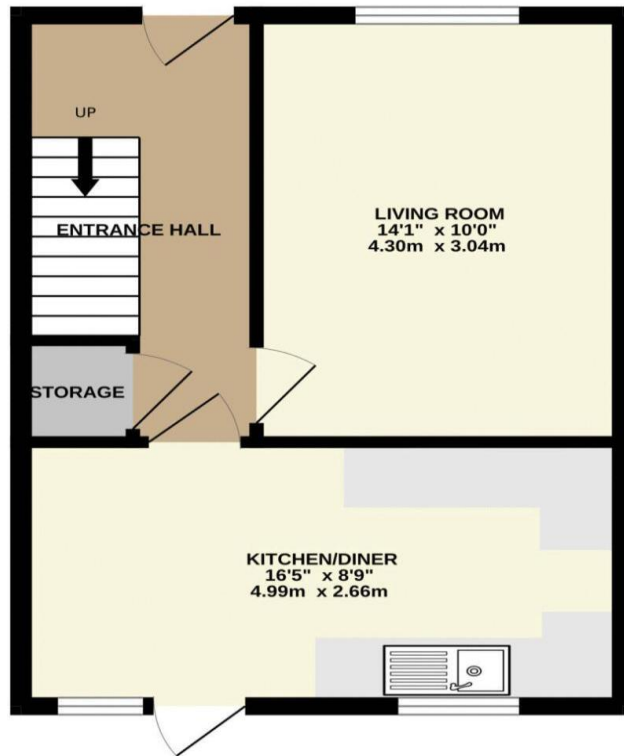 UP
ENTRANCE HALL
LIVING ROOM
14'1" x 10'0"
4.30m x 3.04m
STORAGE
KITCHEN/DINER
16'5" x 8'9"
4.99m x 2.66m